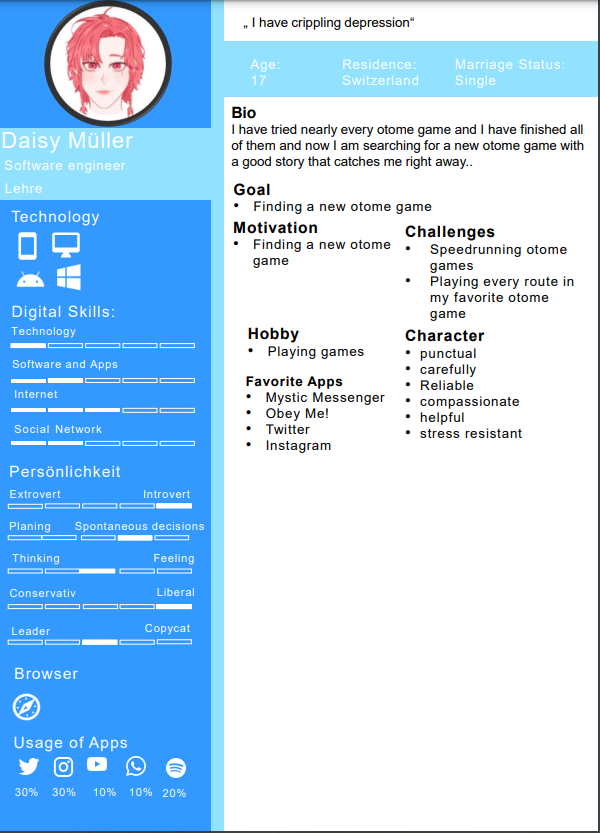 „ I have crippling depression“
Age:
17
Residence:
Switzerland
Marriage Status:
Single
Daisy Müller
Software engineer
Lehre
Technology
Digital Skills:
Technology
Software and Apps
Internet
Social Network
Persönlichkeit
Extrovert Introvert
Planing Spontaneous decisions
Thinking Feeling
Conservativ Liberal
Leader Copycat
Browser
Usage of Apps
30% 30% 10% 10% 20%
Bio
I have tried nearly every otome game and I have finished all
of them and now I am searching for a new otome game with
a good story that catches me right away..
Goal
• Finding a new otome game
Motivation
• Finding a new otome
game
Challenges
• Speedrunning otome
games
• Playing every route in
my favorite otome
game
Hobby
• Playing games
Favorite Apps
• Mystic Messenger
• Obey Me!
• Twitter
• Instagram
Character
• punctual
• carefully
• Reliable
• compassionate
• helpful
• stress resistant